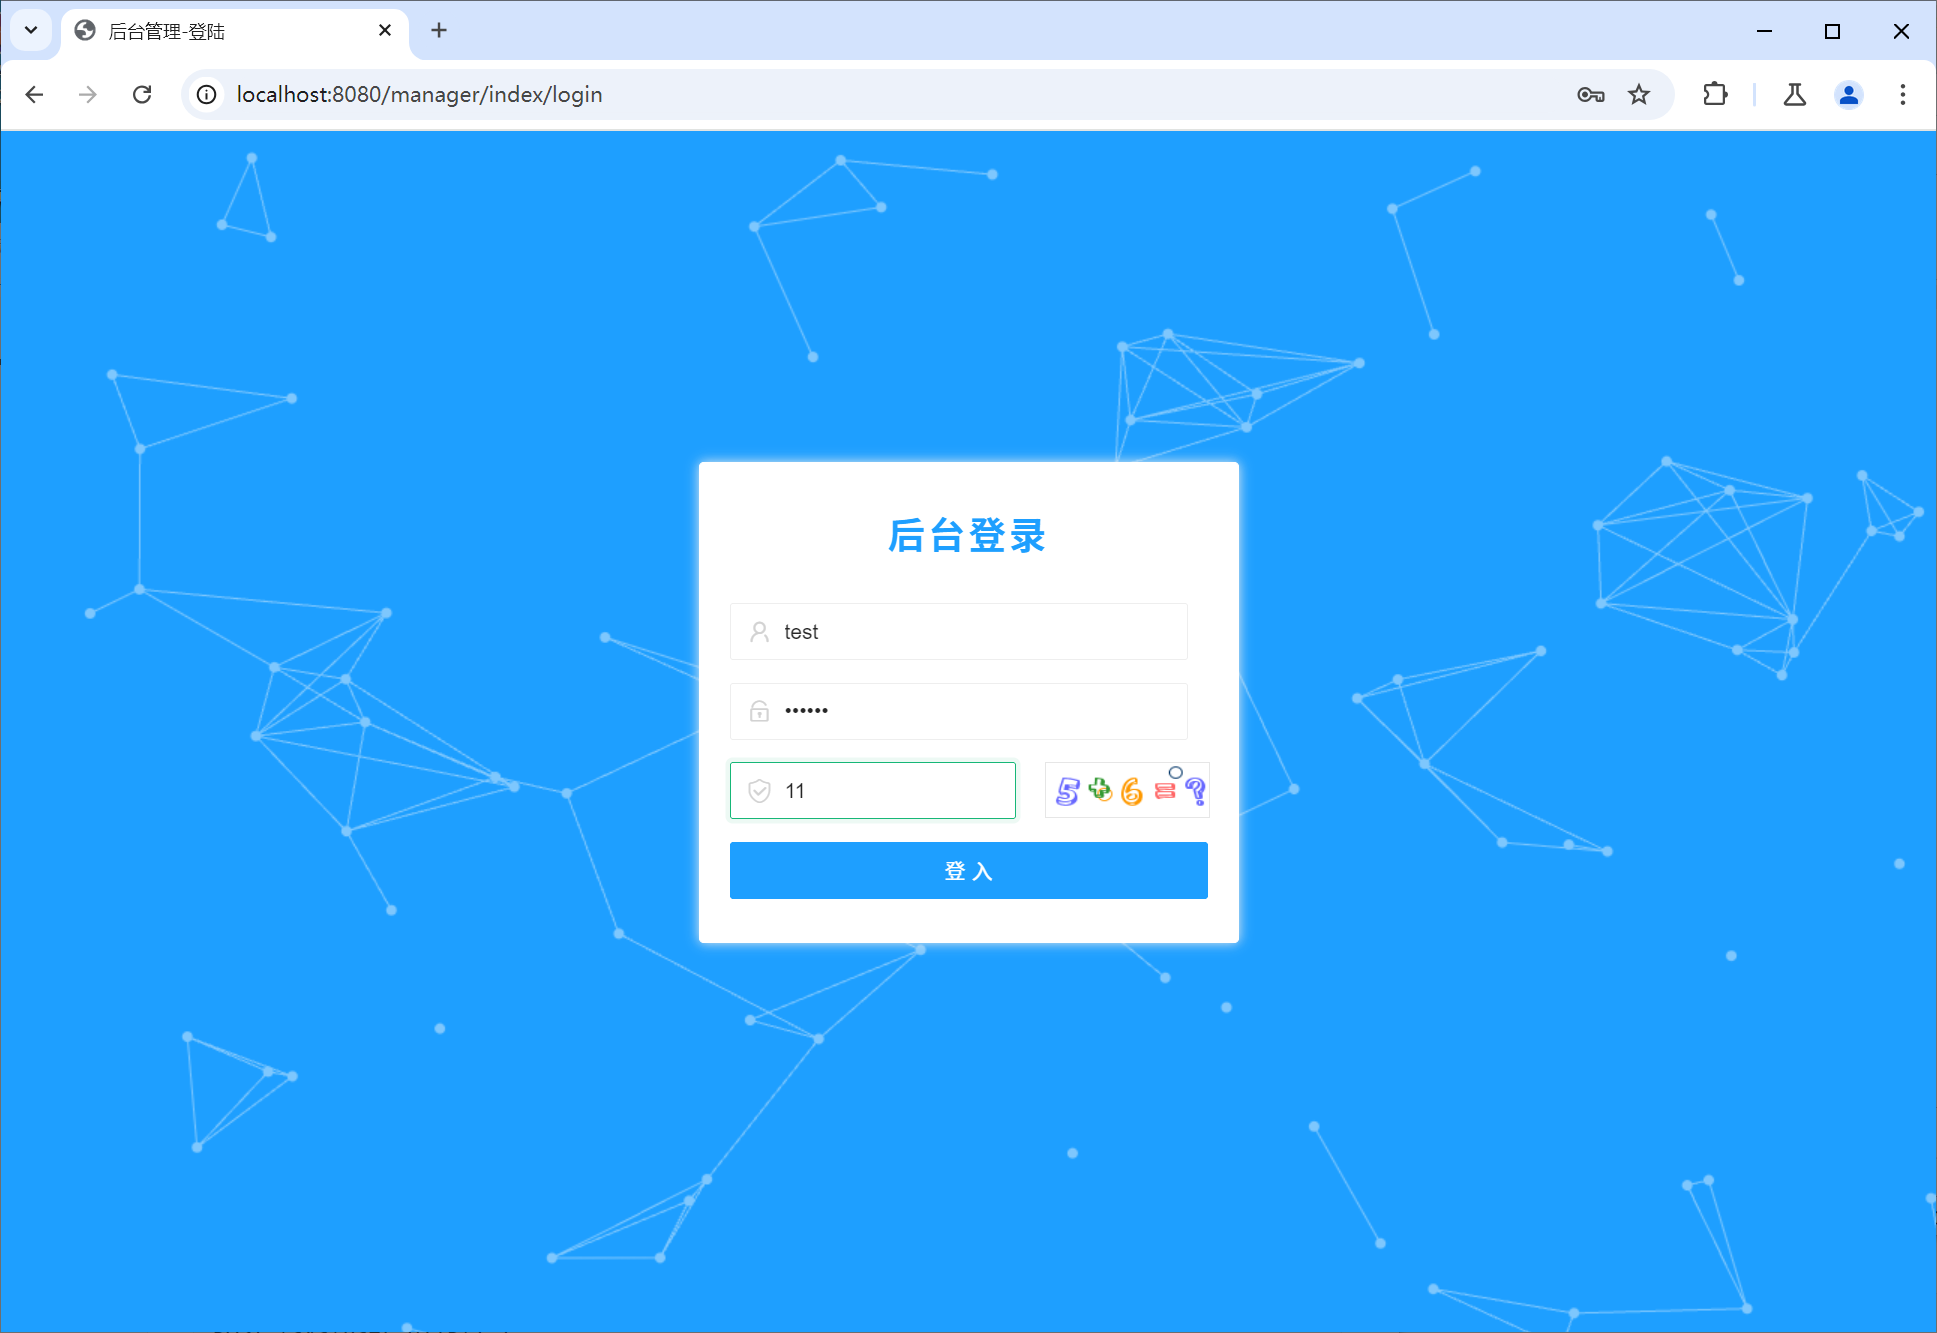 后台管理-登陆
localhost:8080/manager/index/login
后台登录
test
••••••
11
5+6=?
登 入